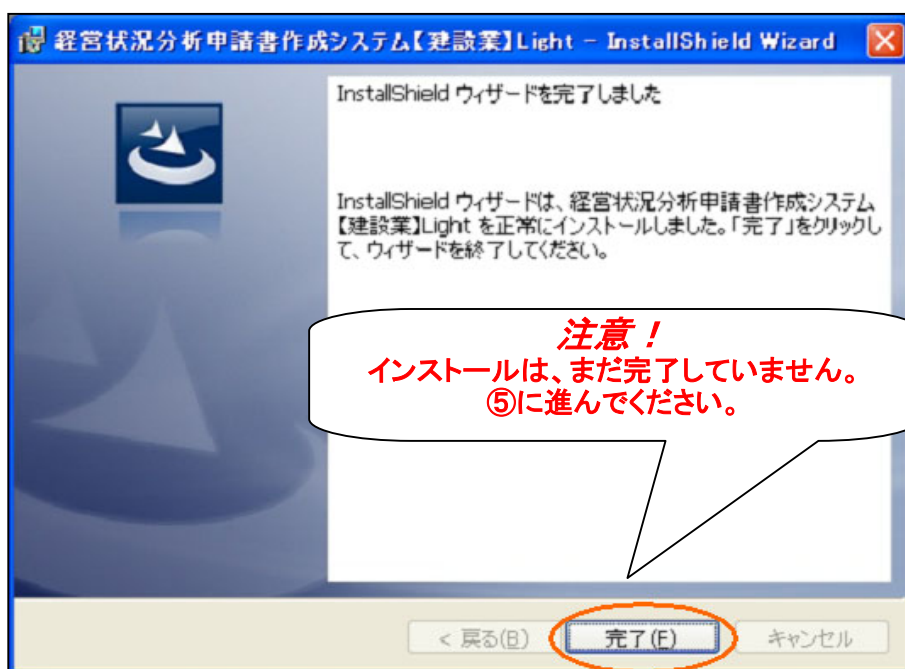 経営状況分析申請書作成システム【建設業】Light - InstallShield Wizard
InstallShield ウィザードを完了しました
InstallShield ウィザードは、経営状況分析申請書作成システム
【建設業】Light を正常にインストールしました。「完了」をクリックし
て、ウィザードを終了してください。
注意！
インストールは、まだ完了していません。
⑤に進んでください。
< 戻る(B)
完了(F)
キャンセル